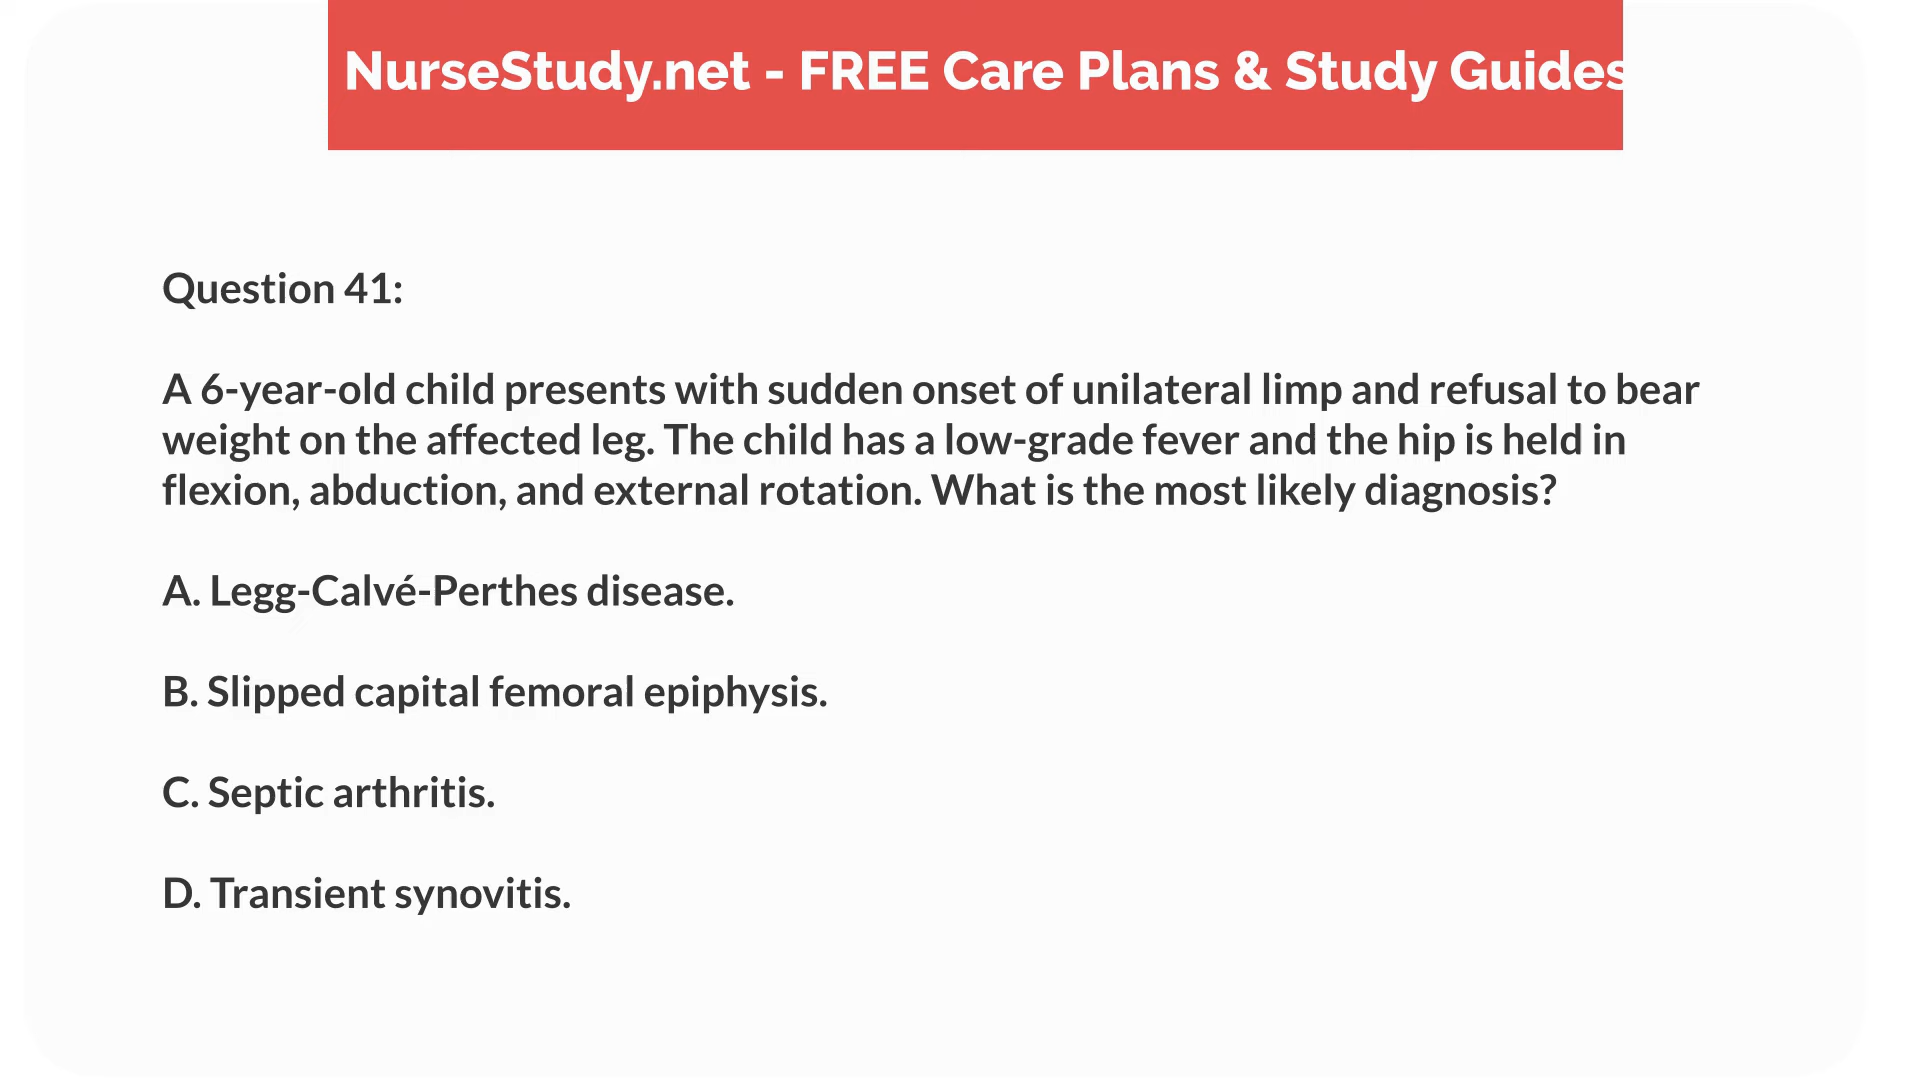 NurseStudy.net - FREE Care Plans & Study Guides
Question 41:
A 6-year-old child presents with sudden onset of unilateral limp and refusal to bear
weight on the affected leg. The child has a low-grade fever and the hip is held in
flexion, abduction, and external rotation. What is the most likely diagnosis?
A. Legg-Calvé-Perthes disease.
B. Slipped capital femoral epiphysis.
C. Septic arthritis.
D. Transient synovitis.